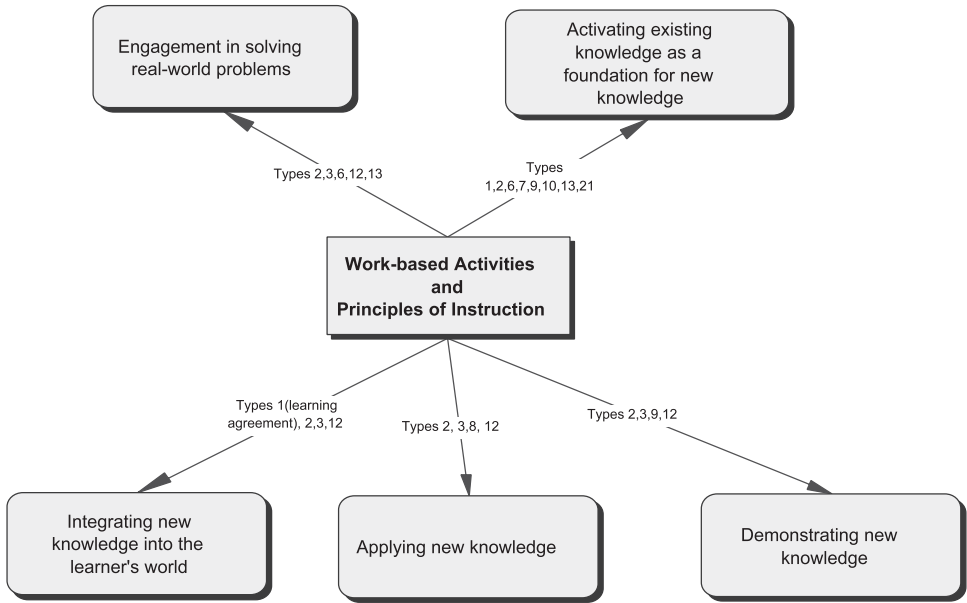 Engagement in solving
real-world problems
Activating existing
knowledge as a
foundation for new
knowledge
Types 2,3,6,12,13
Types
1,2,6,7,9,10,13,21
Work-based Activities
and
Principles of Instruction
Types 1(learning
agreement), 2,3,12
Types 2, 3,8, 12
Types 2,3,9,12
Integrating new
knowledge into the
learner's world
Applying new knowledge
Demonstrating new
knowledge